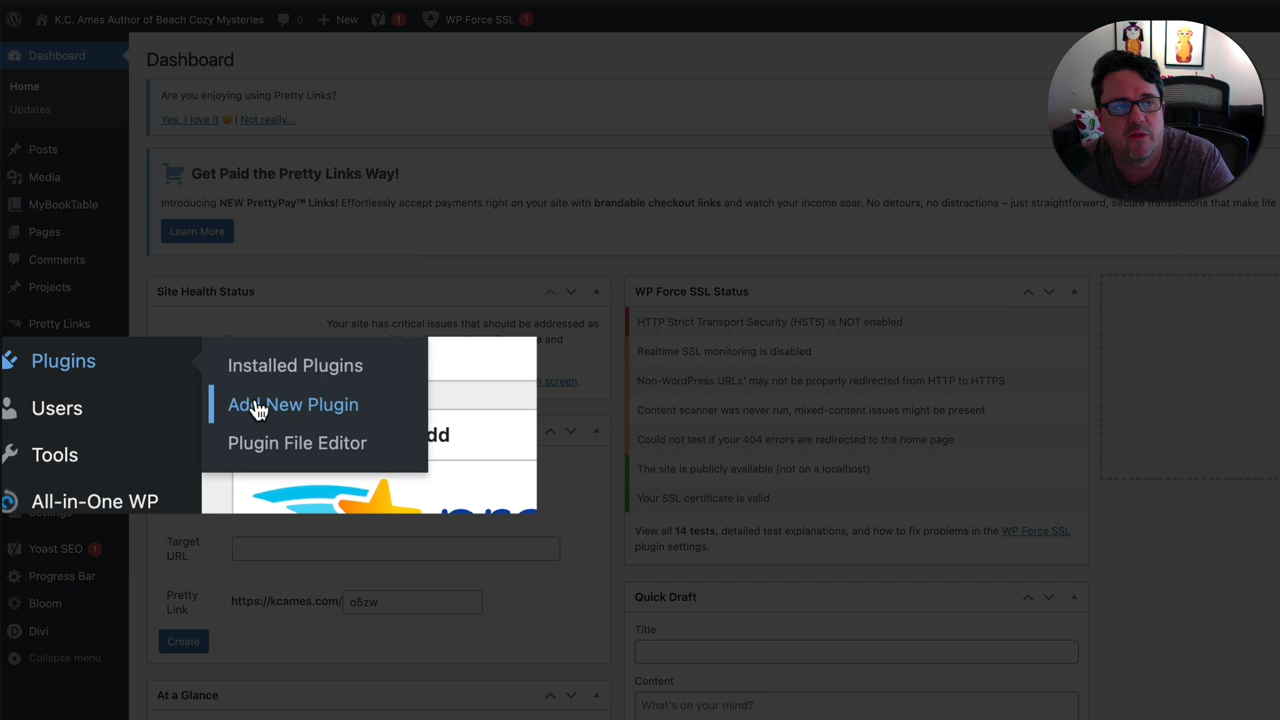 K.C. Ames Author of Beach Cozy Mysteries
0
New
1
WP Force SSL
1
Dashboard
Home
Updates
Posts
Media
MyBookTable
Pages
Comments
Projects
Pretty Links
Plugins
Users
Tools
All-in-One WP
Yoast SEO
1
Progress Bar
Bloom
Divi
Collapse menu
Installed Plugins
Add New Plugin
Plugin File Editor
Dashboard
Are you enjoying using Pretty Links?
Yes, I love it | Not really...
Get Paid the Pretty Links Way!
Introducing NEW PrettyPay™ Links! Effortlessly accept payments right on your site with brandable checkout links and watch your income soar. No detours, no distractions – just straightforward, secure transactions that make life
Learn More
Site Health Status
Your site has critical issues that should be addressed as
screen.
dd
Target
URL
Pretty
Link
https://kcames.com/
o5zw
Create
At a Glance
WP Force SSL Status
HTTP Strict Transport Security (HSTS) is NOT enabled
Realtime SSL monitoring is disabled
Non-WordPress URLs' may not be properly redirected from HTTP to HTTPS
Content scanner was never run, mixed-content issues might be present
Could not test if your 404 errors are redirected to the home page
The site is publicly available (not on a localhost)
Your SSL certificate is valid
View all 14 tests, detailed test explanations, and how to fix problems in the WP Force SSL
plugin settings.
Quick Draft
Title
Content
What's on your mind?